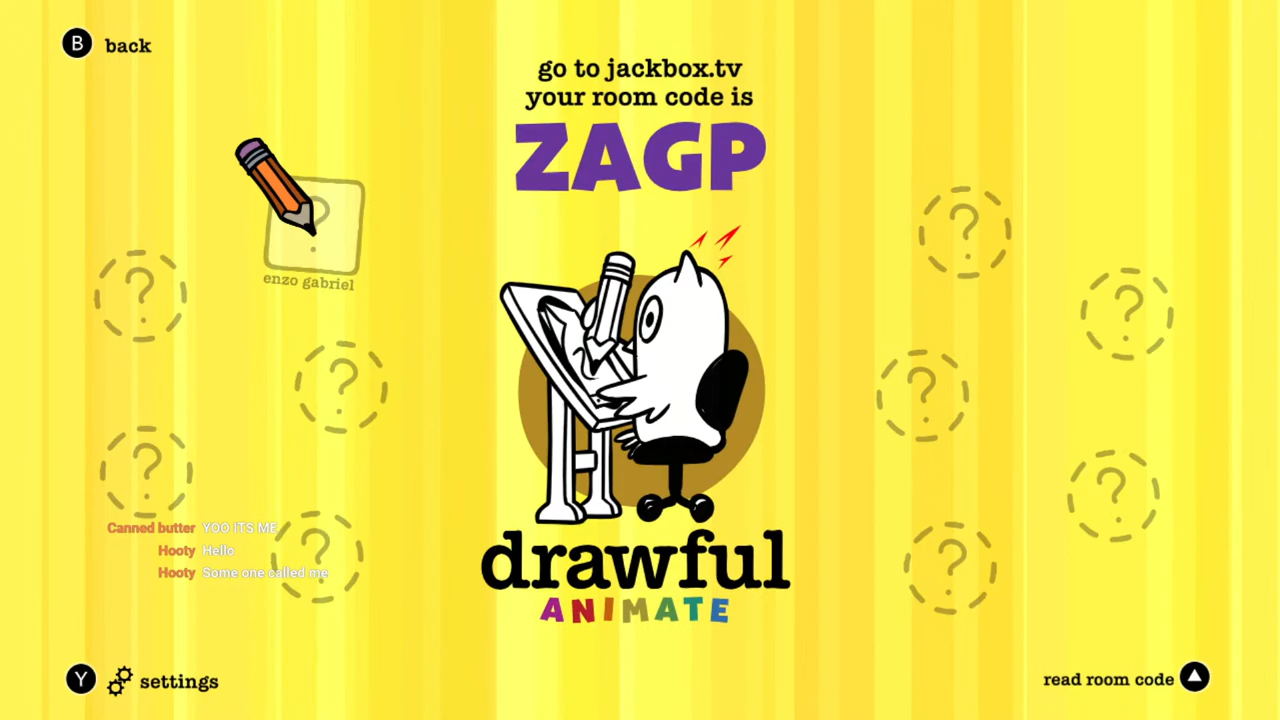 B back
go to jackbox.tv
your room code is
ZAGP
?
enzo gabriel
?
?
?
?
?
?
?
?
?
Canned butter YOO ITS ME
Hooty Hello
Hooty Some one called me
drawful
ANIMATE
Y settings
read room code